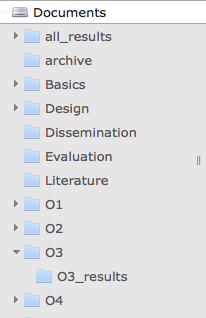 Documents
all_results
archive
Basics
Design
Dissemination
Evaluation
Literature
O1
O2
O3
O3_results
O4